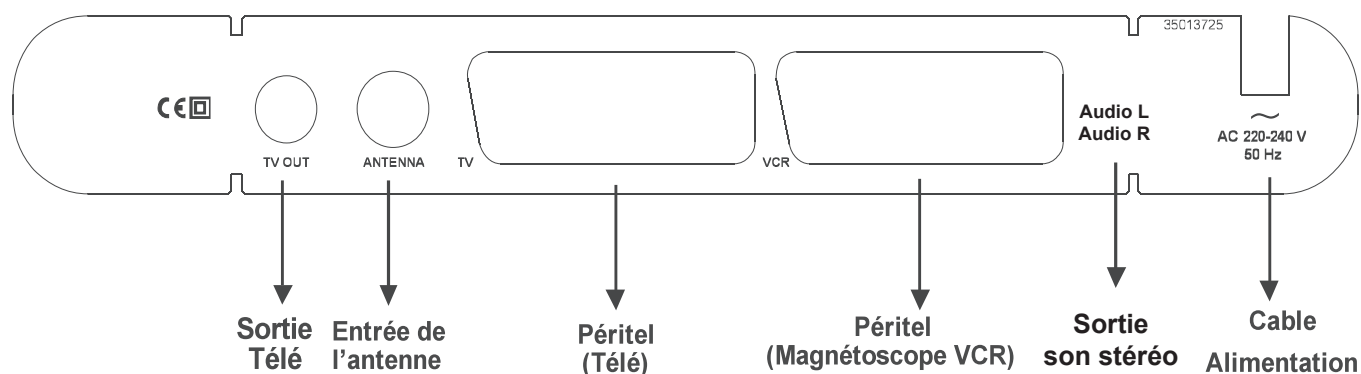 35013725
CE
Audio L
Audio R
AC 220-240 V
50 Hz
TV OUT
ANTENNA
TV
VCR
Sortie
Télé
Entrée de
l'antenne
Péritel
(Télé)
Péritel
(Magnétoscope VCR)
Sortie
son stéréo
Cable
Alimentation